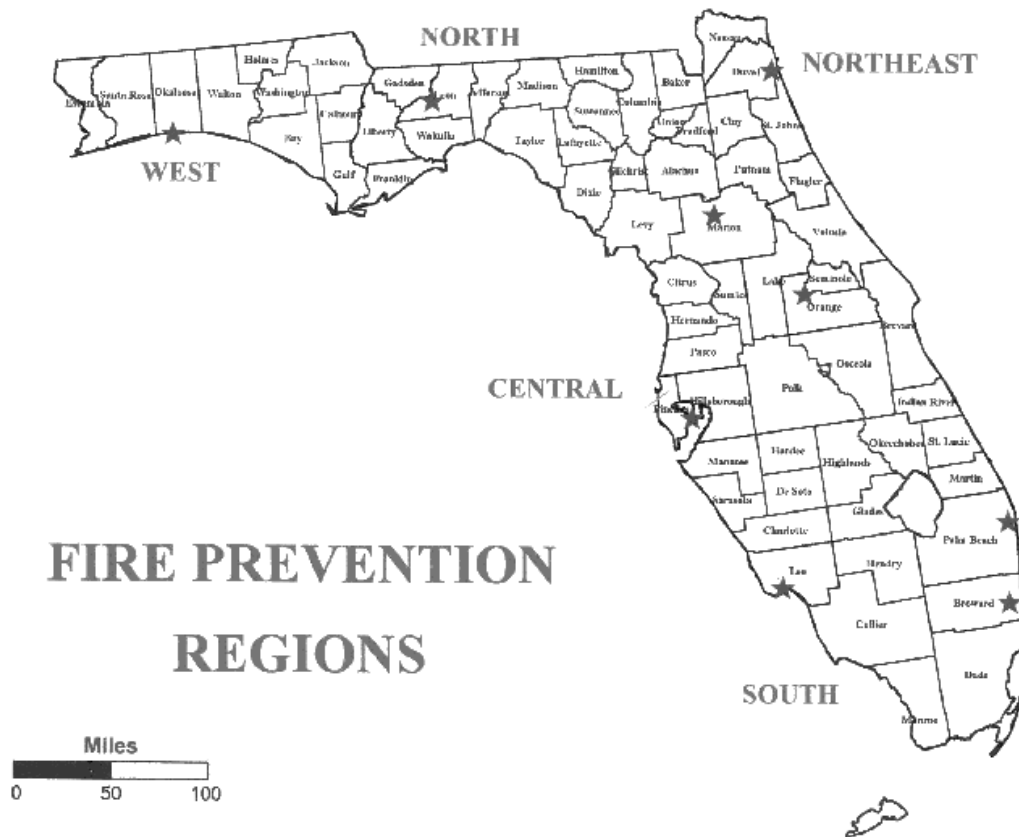 NORTH
NORTHEAST
WEST
CENTRAL
SOUTH
FIRE PREVENTION
REGIONS
Miles
0 50 100
Escambia
Santa Rosa
Okaloosa
Walton
Holmes
Washington
Jackson
Bay
Calhoun
Gulf
Gadsden
Liberty
Franklin
Leon
Wakulla
Jefferson
Madison
Taylor
Hamilton
Suwannee
Lafayette
Dixie
Columbia
Gilchrist
Baker
Union
Bradford
Alachua
Levy
Nassau
Duval
Clay
St. Johns
Putnam
Flagler
Marion
Volusia
Citrus
Sumter
Lake
Seminole
Orange
Hernando
Pasco
Brevard
Osceola
Polk
Pinellas
Hillsborough
Indian River
Manatee
Hardee
Highlands
Okeechobee
St. Lucie
Sarasota
De Soto
Martin
Charlotte
Glades
Palm Beach
Lee
Hendry
Broward
Collier
Dade
Monroe